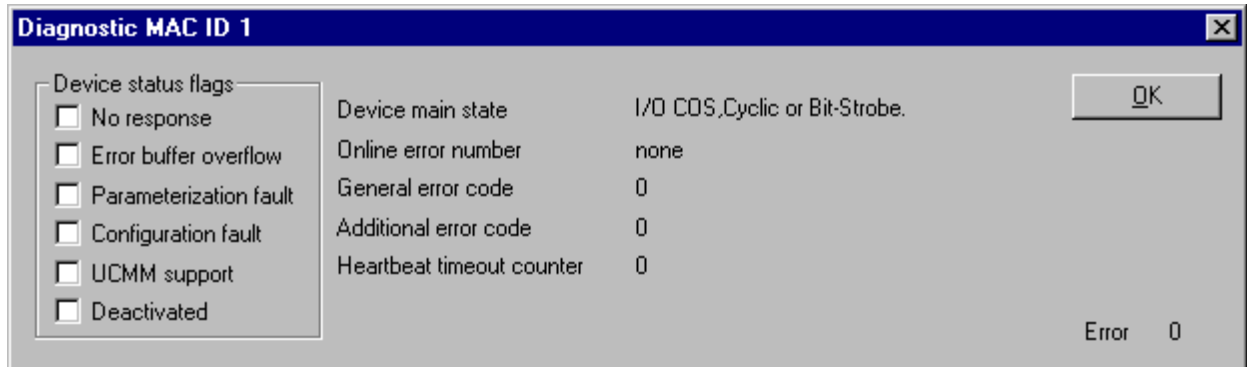 Diagnostic MAC ID 1
Device status flags
No response
Error buffer overflow
Parameterization fault
Configuration fault
UCMM support
Deactivated
Device main state I/O COS,Cyclic or Bit-Strobe.
Online error number none
General error code 0
Additional error code 0
Heartbeat timeout counter 0
OK
Error 0